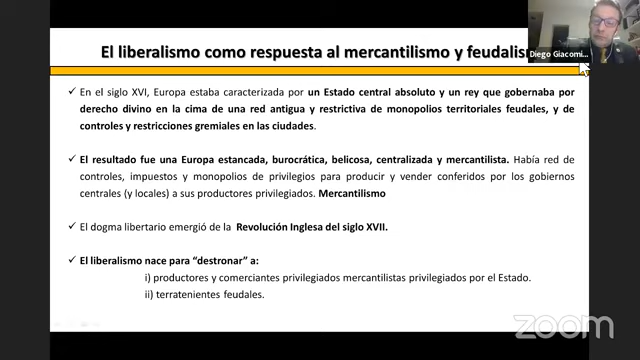 El liberalismo como respuesta al mercantilismo y feudalis
Diego Giacomi...
✓ En el siglo XVI, Europa estaba caracterizada por un Estado central absoluto y un rey que gobernaba por
derecho divino en la cima de una red antigua y restrictiva de monopolios territoriales feudales, y de
controles y restricciones gremiales en las ciudades.
✓ El resultado fue una Europa estancada, burocrática, belicosa, centralizada y mercantilista. Había red de
controles, impuestos y monopolios de privilegios para producir y vender conferidos por los gobiernos
centrales (y locales) a sus productores privilegiados. Mercantilismo
✓ El dogma libertario emergió de la Revolución Inglesa del siglo XVII.
✓ El liberalismo nace para “destronar” a:
i) productores y comerciantes privilegiados mercantilistas privilegiados por el Estado.
ii) terratenientes feudales.
zoom